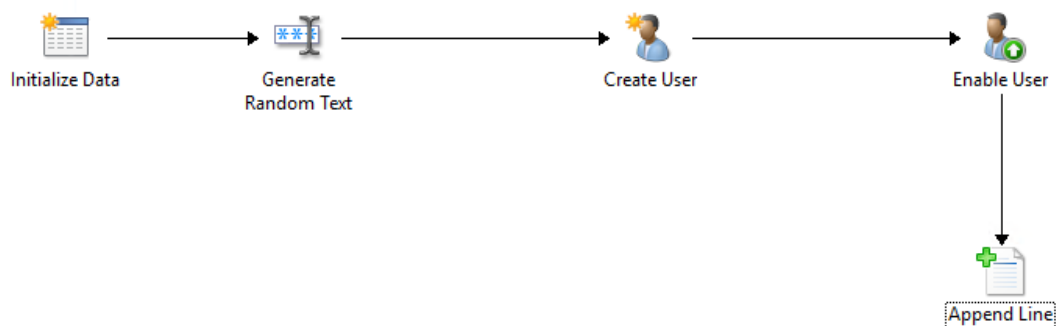 Initialize Data
Generate
Random Text
Create User
Enable User
Append Line